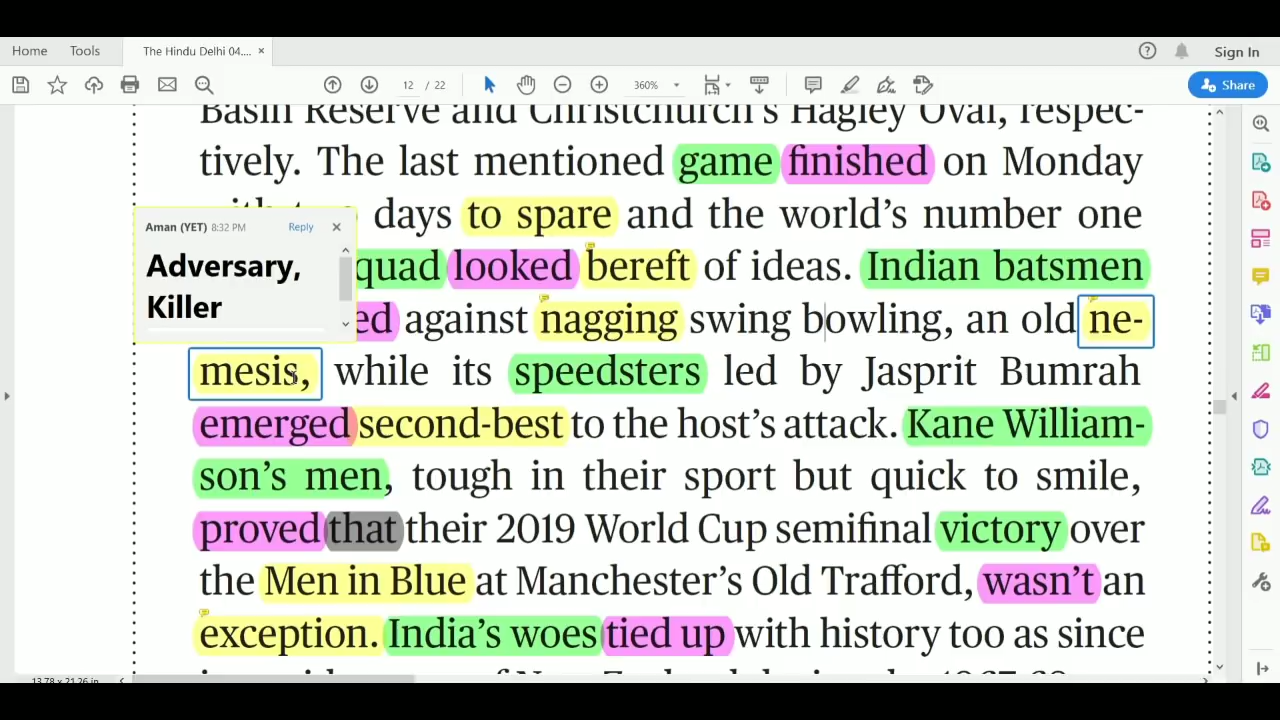 Home Tools The Hindu Delhi 04.... × Sign In
12 / 22 360% Share
Basin Reserve and Christchurch's Hagley Oval, respec-
tively. The last mentioned game finished on Monday
days to spare and the world's number one
quad looked bereft of ideas. Indian batsmen
ed against nagging swing bowling, an old ne-
mesis, while its speedsters led by Jasprit Bumrah
emerged second-best to the host's attack. Kane William-
son's men, tough in their sport but quick to smile,
proved that their 2019 World Cup semifinal victory over
the Men in Blue at Manchester's Old Trafford, wasn't an
exception. India's woes tied up with history too as since
Aman (YET) 8:32 PM Reply
Adversary,
Killer
13.78 x 21.26 in